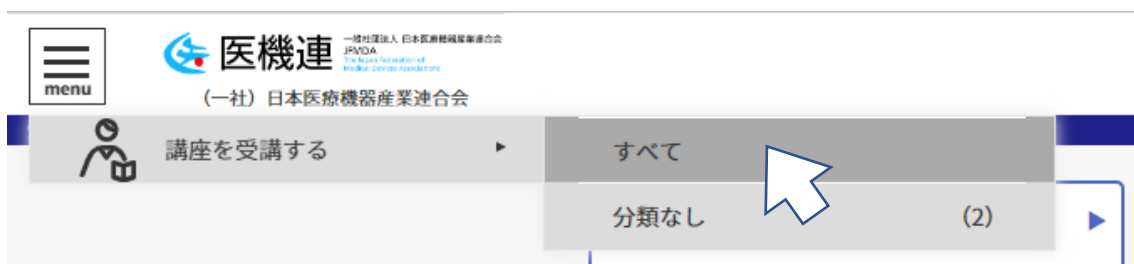 menu
医機連
一般社団法人 日本医療機器産業連合会
JFMDA
The Japan Federation of
Medical Devices Associations
(一社) 日本医療機器産業連合会
講座を受講する
すべて
分類なし (2)